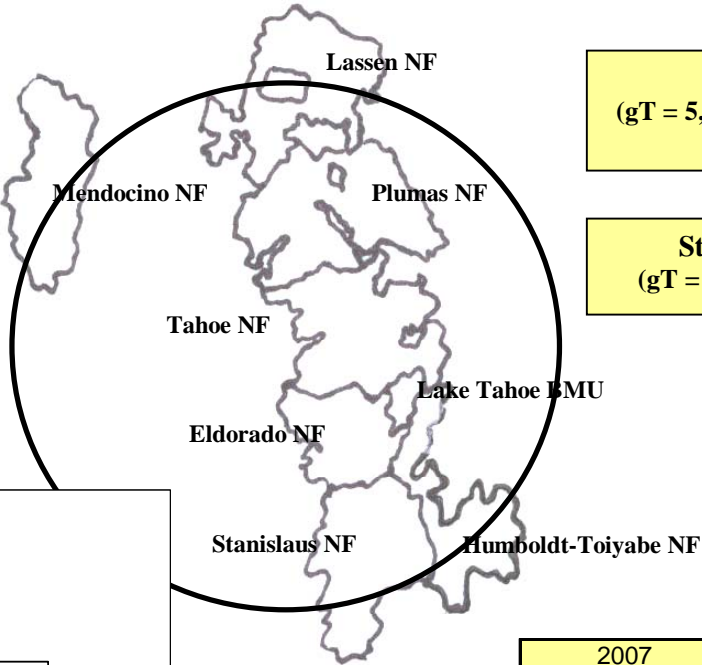 Lassen NF
(gT = 5,
Mendocino NF
Plumas NF
St
(gT =
Tahoe NF
Lake Tahoe BMU
Eldorado NF
Stanislaus NF
Humboldt-Toiyabe NF
2007